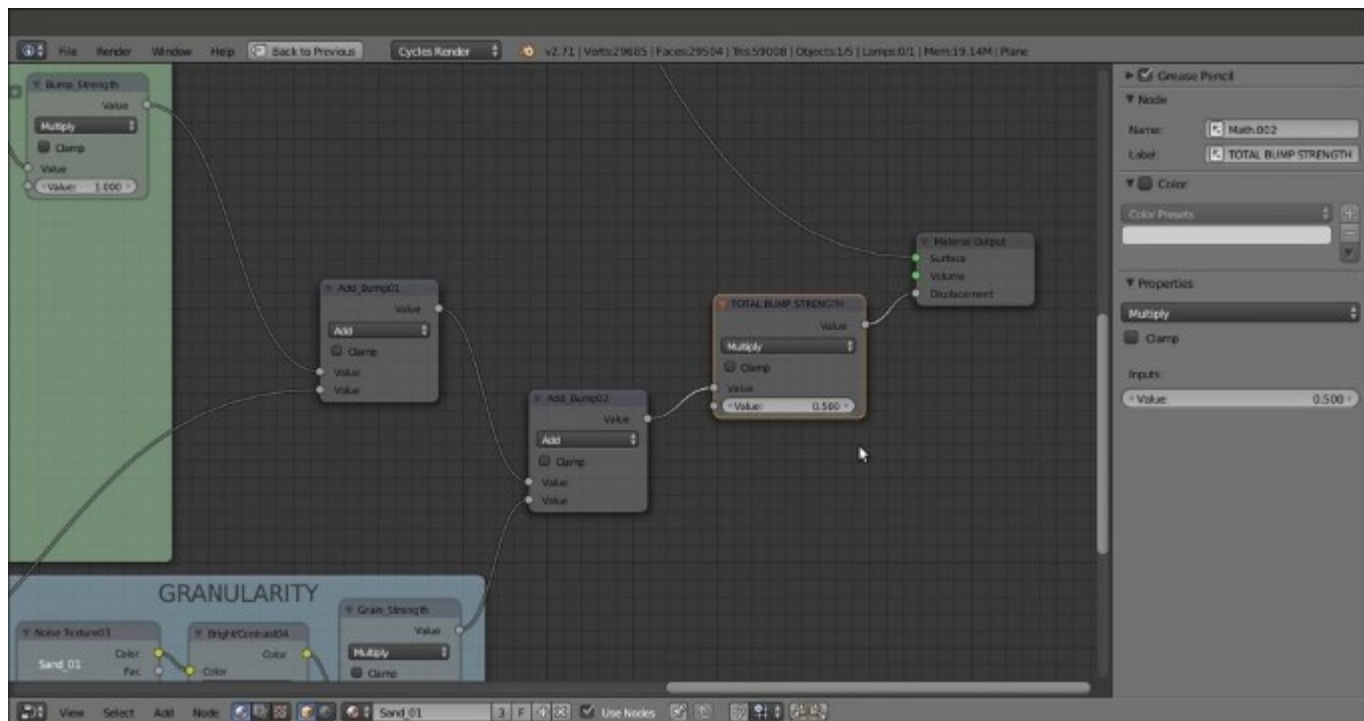 File Render Window Help Back to Previous Cycles Render v2.71 | Verts:29685 | Faces:29504 | Tris:59008 | Objects:1/5 | Lamps:0/1 | Mem:19.14M | Plane
Bump_Strength
Value
Multiply
Clamp
Value
Value: 1.000
Add_Bump01
Value
Add
Clamp
Value
Value
Add_Bump02
Value
Add
Clamp
Value
Value
TOTAL BUMP STRENGTH
Value
Multiply
Clamp
Value
Value: 0.500
Material Output
Surface
Volume
Displacement
GRANULARITY
Noise Texture03
Color
Sand_01
Fac
Bright/Contrast04
Color
Color
Grain_Strength
Value
Multiply
Clamp
Grease Pencil
Node
Name: Math.002
Label: TOTAL BUMP STRENGTH
Color
Color Presets
Properties
Multiply
Clamp
Inputs:
Value: 0.500
View Select Add Node Sand_01 3 F Use Nodes